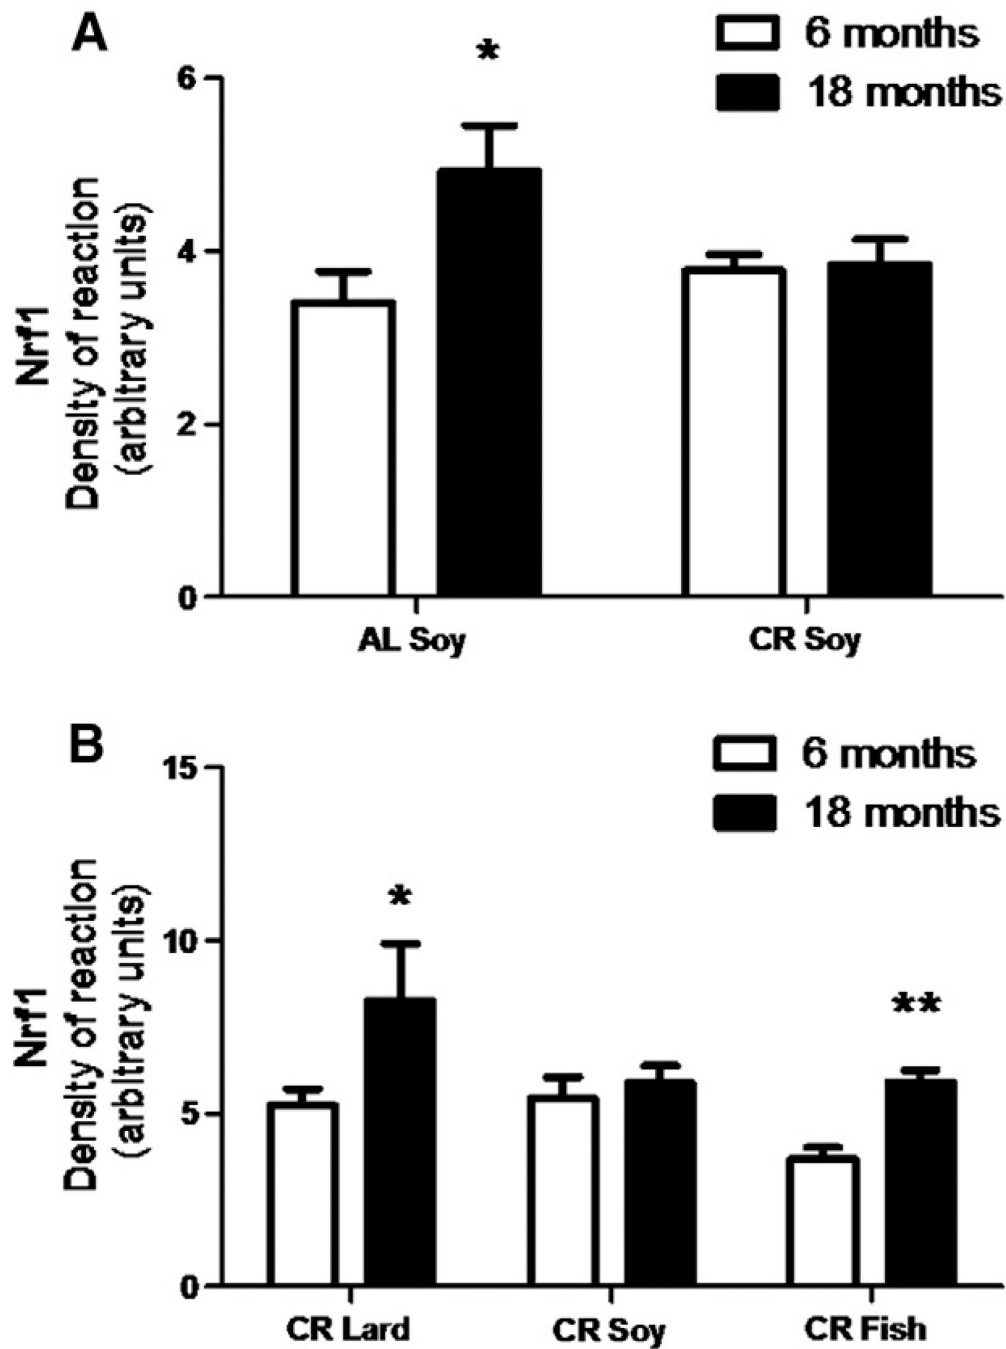 A
6 months
18 months
*
6
4
2
0
Nrf1
Density of reaction
(arbitrary units)
AL Soy
CR Soy
B
6 months
18 months
15
10
5
0
*
**
Nrf1
Density of reaction
(arbitrary units)
CR Lard
CR Soy
CR Fish